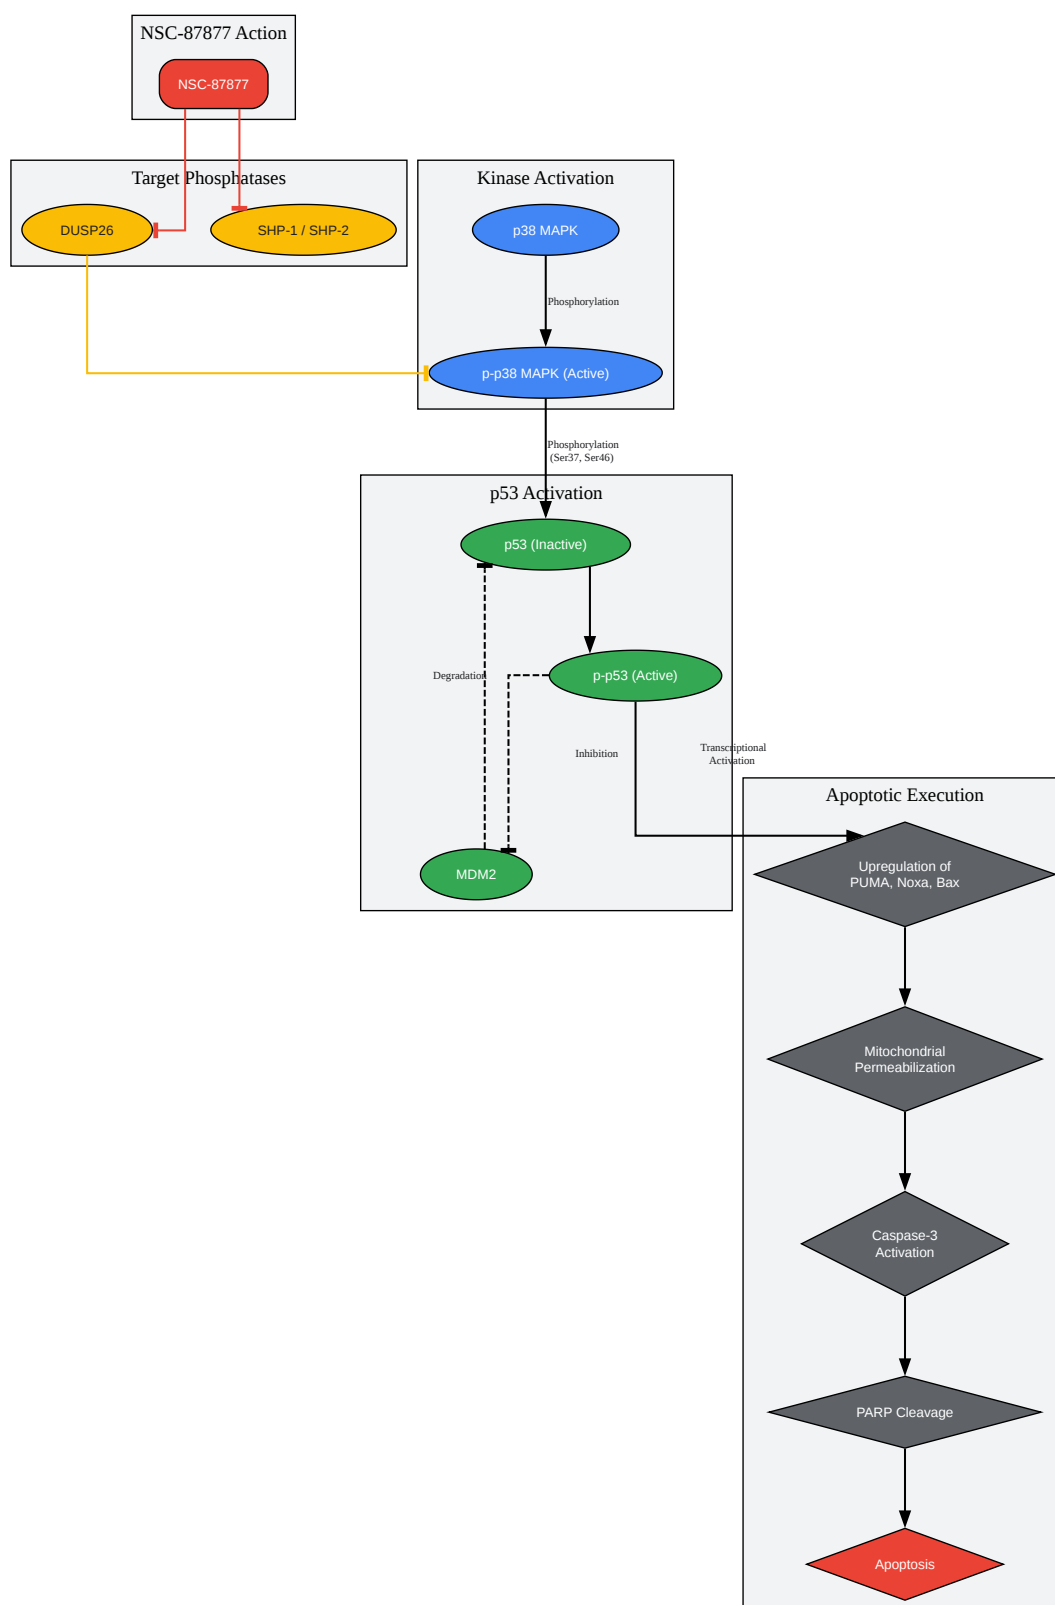 NSC-87877 Action
NSC-87877
Target Phosphatases
DUSP26
SHP-1 / SHP-2
Kinase Activation
p38 MAPK
Phosphorylation
p-p38 MAPK (Active)
Phosphorylation
(Ser37, Ser46)
p53 Activation
p53 (Inactive)
Degradation
p-p53 (Active)
Inhibition
Transcriptional
Activation
MDM2
Apoptotic Execution
Upregulation of
PUMA, Noxa, Bax
Mitochondrial
Permeabilization
Caspase-3
Activation
PARP Cleavage
Apoptosis